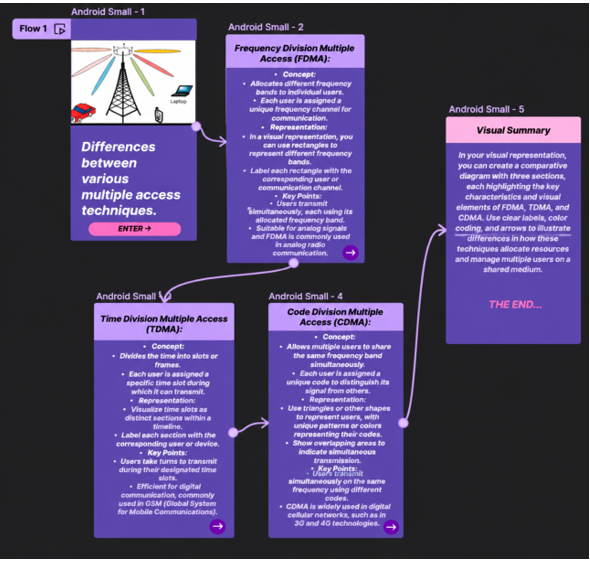 Flow 1
Android Small - 1
Laptop
Differences
between
various
multiple access
techniques.
ENTER →
Android Small - 2
Frequency Division Multiple
Access (FDMA):
• Concept:
• Allocates different frequency
bands to individual users.
• Each user is assigned a
unique frequency channel for
communication.
• Representation:
• In a visual representation, you
can use rectangles to
represent different frequency
bands.
• Label each rectangle with the
corresponding user or
communication channel.
• Key Points:
• Users transmit
simultaneously, each using its
allocated frequency band.
• Suitable for analog signals
and FDMA is commonly used
in analog radio
communication.
→
Android Small - 3
Time Division Multiple Access
(TDMA):
• Concept:
• Divides the time into slots or
frames.
• Each user is assigned a
specific time slot during
which it can transmit.
• Representation:
• Visualize time slots as
distinct sections within a
timeline.
• Label each section with the
corresponding user or device.
• Key Points:
• Users take turns to transmit
during their designated time
slots.
• Efficient for digital
communication, commonly
used in GSM (Global System
for Mobile Communications).
→
Android Small - 4
Code Division Multiple
Access (CDMA):
• Concept:
• Allows multiple users to share
the same frequency band
simultaneously.
• Each user is assigned a
unique code to distinguish its
signal from others.
• Representation:
• Use triangles or other shapes
to represent users, with
unique patterns or colors
representing their codes.
• Show overlapping areas to
indicate simultaneous
transmission.
• Key Points:
• Users transmit
simultaneously on the same
frequency using different
codes.
• CDMA is widely used in digital
cellular networks, such as in
3G and 4G technologies.
→
Android Small - 5
Visual Summary
In your visual representation,
you can create a comparative
diagram with three sections,
each highlighting the key
characteristics and visual
elements of FDMA, TDMA, and
CDMA. Use clear labels, color
coding, and arrows to illustrate
differences in how these
techniques allocate resources
and manage multiple users on a
shared medium.
THE END...